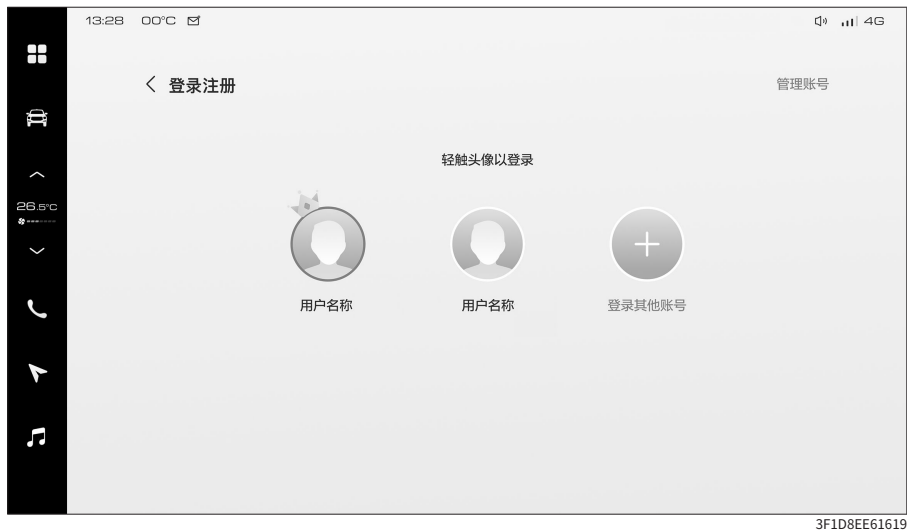 13:28 00°C 4G
登录注册 管理账号
轻触头像以登录
26.5°C
用户名称 用户名称 登录其他账号
3F1D8EE61619